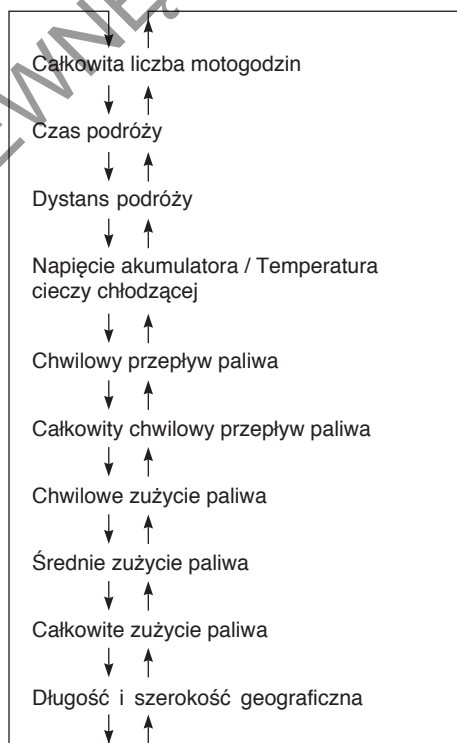 Całkowita liczba motogodzin
Czas podróży
Dystans podróży
Napięcie akumulatora / Temperatura
cieczy chłodzącej
Chwilowy przepływ paliwa
Całkowity chwilowy przepływ paliwa
Chwilowe zużycie paliwa
Średnie zużycie paliwa
Całkowite zużycie paliwa
Długość i szerokość geograficzna